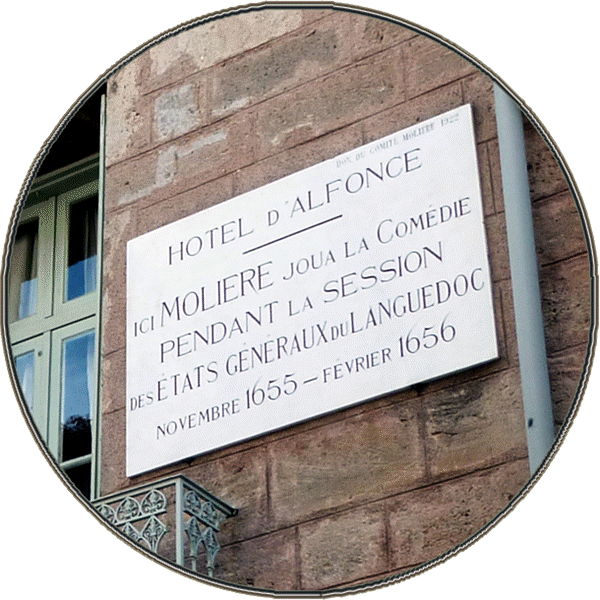 DON DU COMITÉ MOLIÈRE 1922
HOTEL D'ALFONCE
ICI MOLIERE JOUA LA COMÉDIE
PENDANT LA SESSION
DES ÉTATS GÉNÉRAUX DU LANGUEDOC
NOVEMBRE 1655 – FÉVRIER 1656